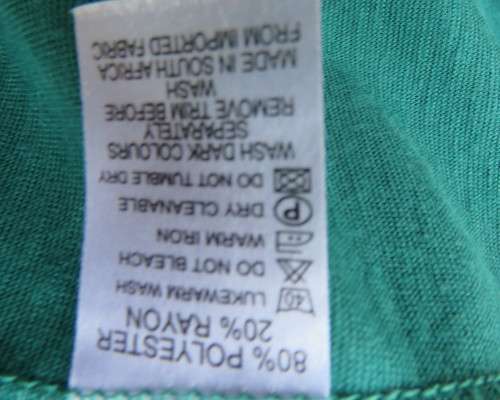 80% POLYESTER
20% RAYON
40 LUKEWARM WASH
DO NOT BLEACH
WARM IRON
P DRY CLEANABLE
DO NOT TUMBLE DRY
WASH DARK COLOURS
SEPARATELY
REMOVE TRIM BEFORE
WASH
MADE IN SOUTH AFRICA
FROM IMPORTED FABRIC